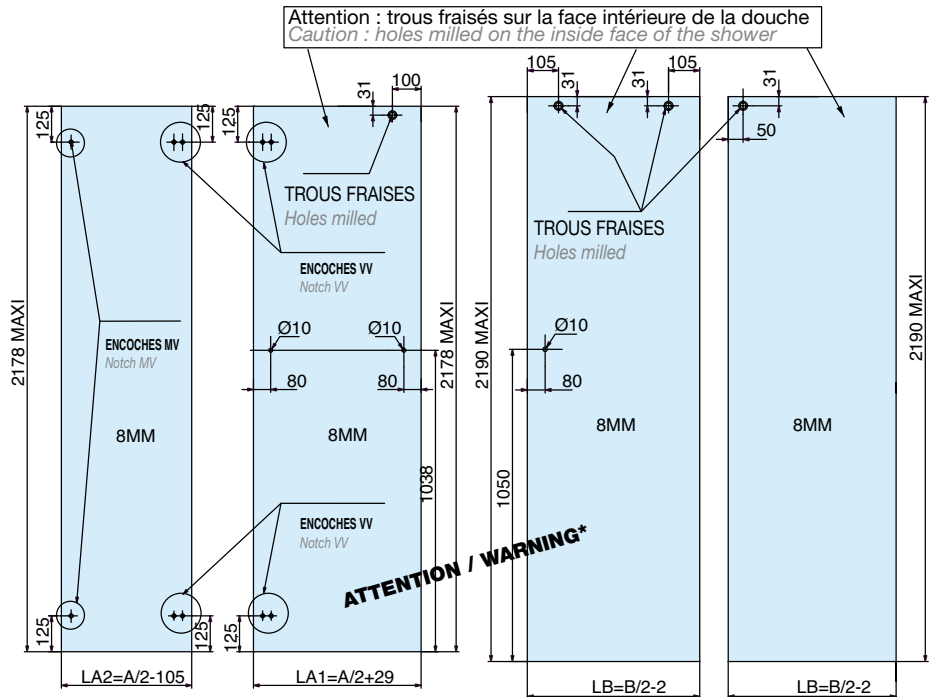 Attention : trous fraisés sur la face intérieure de la douche
Caution : holes milled on the inside face of the shower
100
31
105
31
105
31
50
125
125
125
TROUS FRAISES
Holes milled
TROUS FRAISES
Holes milled
ENCOCHES VV
Notch VV
ENCOCHES MV
Notch MV
Ø10
Ø10
Ø10
80
80
80
2178 MAXI
2178 MAXI
2190 MAXI
2190 MAXI
8MM
8MM
8MM
8MM
1038
1050
ENCOCHES VV
Notch VV
ATTENTION / WARNING*
125
125
125
LA2=A/2-105
LA1=A/2+29
LB=B/2-2
LB=B/2-2